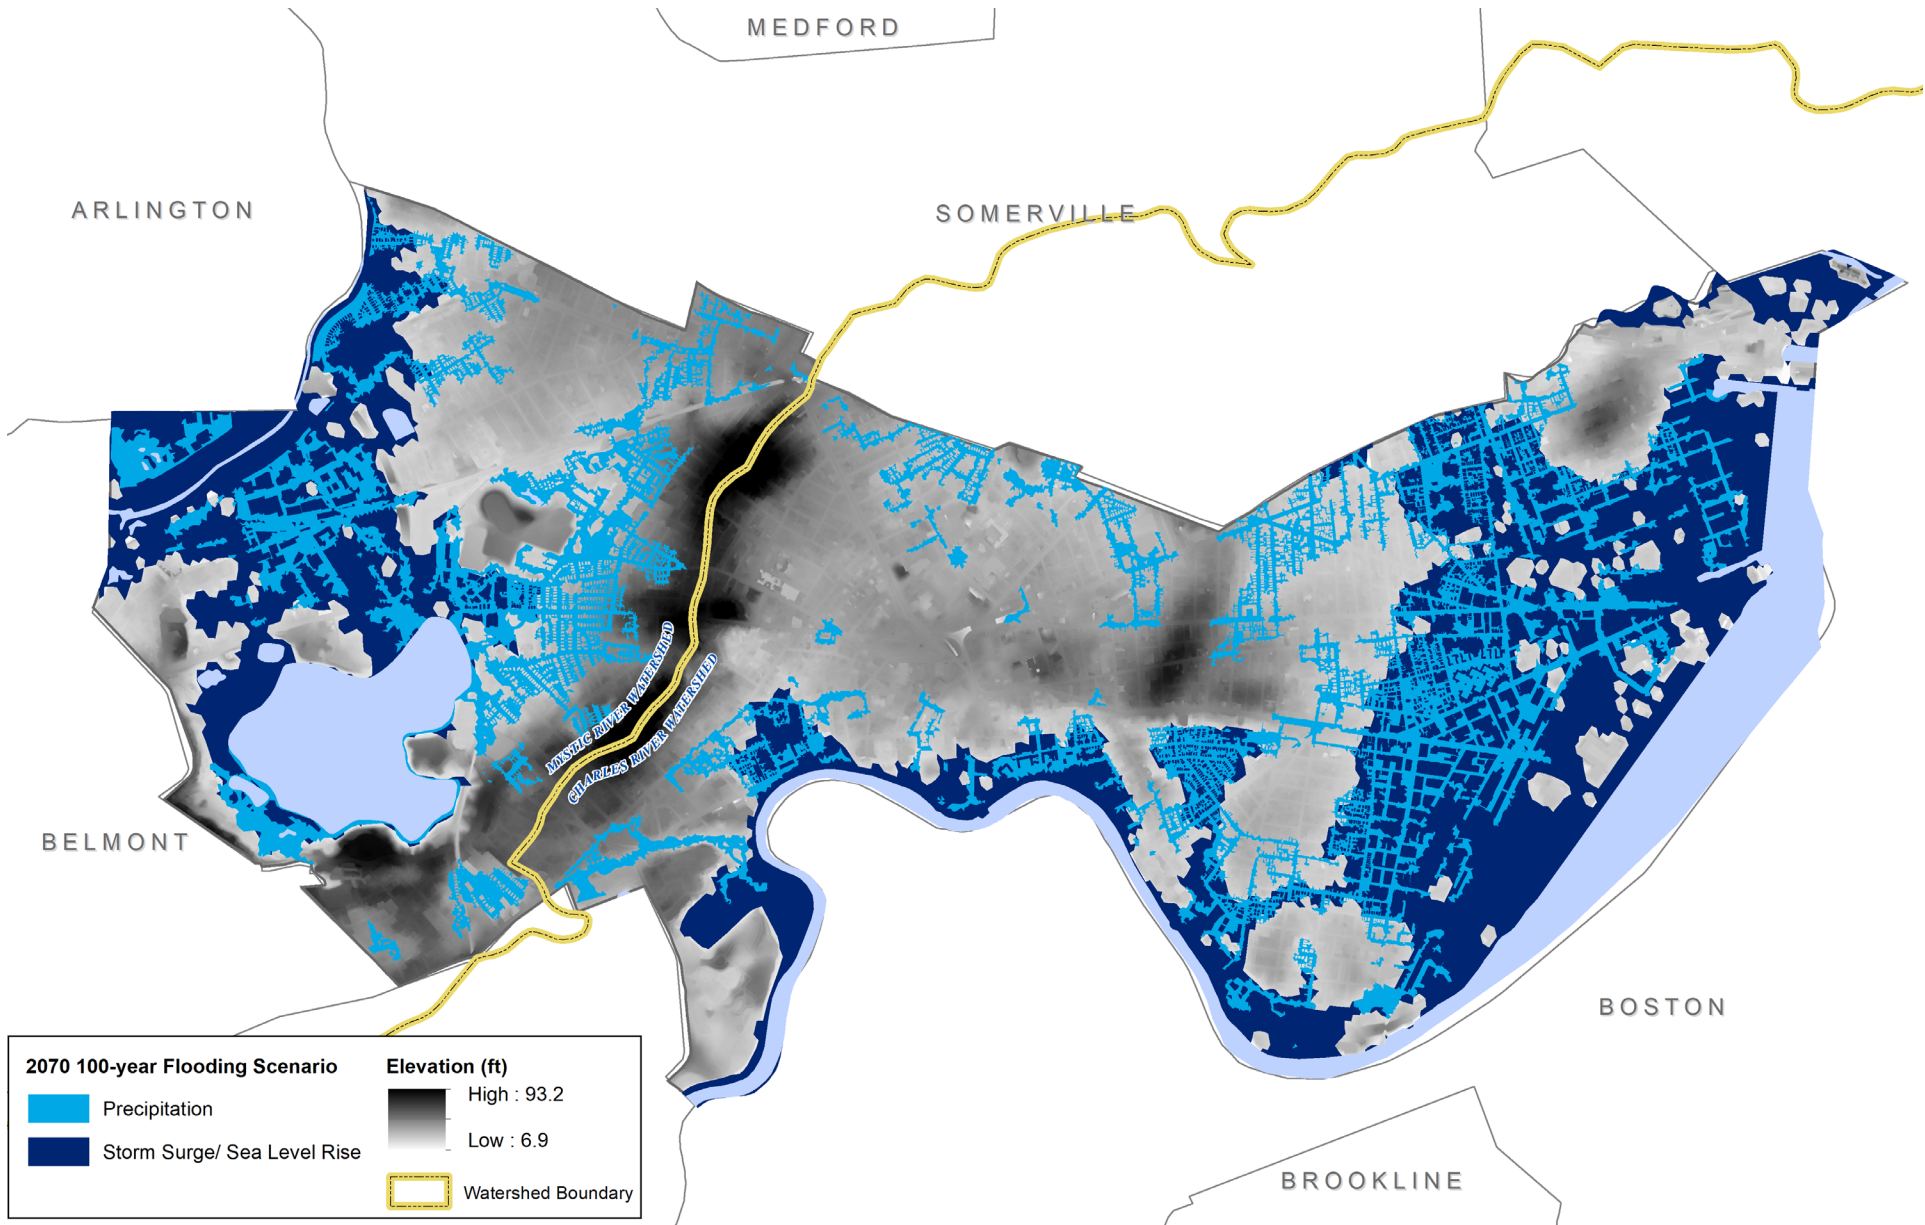 MEDFORD
ARLINGTON
SOMERVILLE
MYSTIC RIVER WATERSHED
CHARLES RIVER WATERSHED
BELMONT
BOSTON
BROOKLINE
2070 100-year Flooding Scenario
Precipitation
Storm Surge/ Sea Level Rise
Elevation (ft)
High : 93.2
Low : 6.9
Watershed Boundary